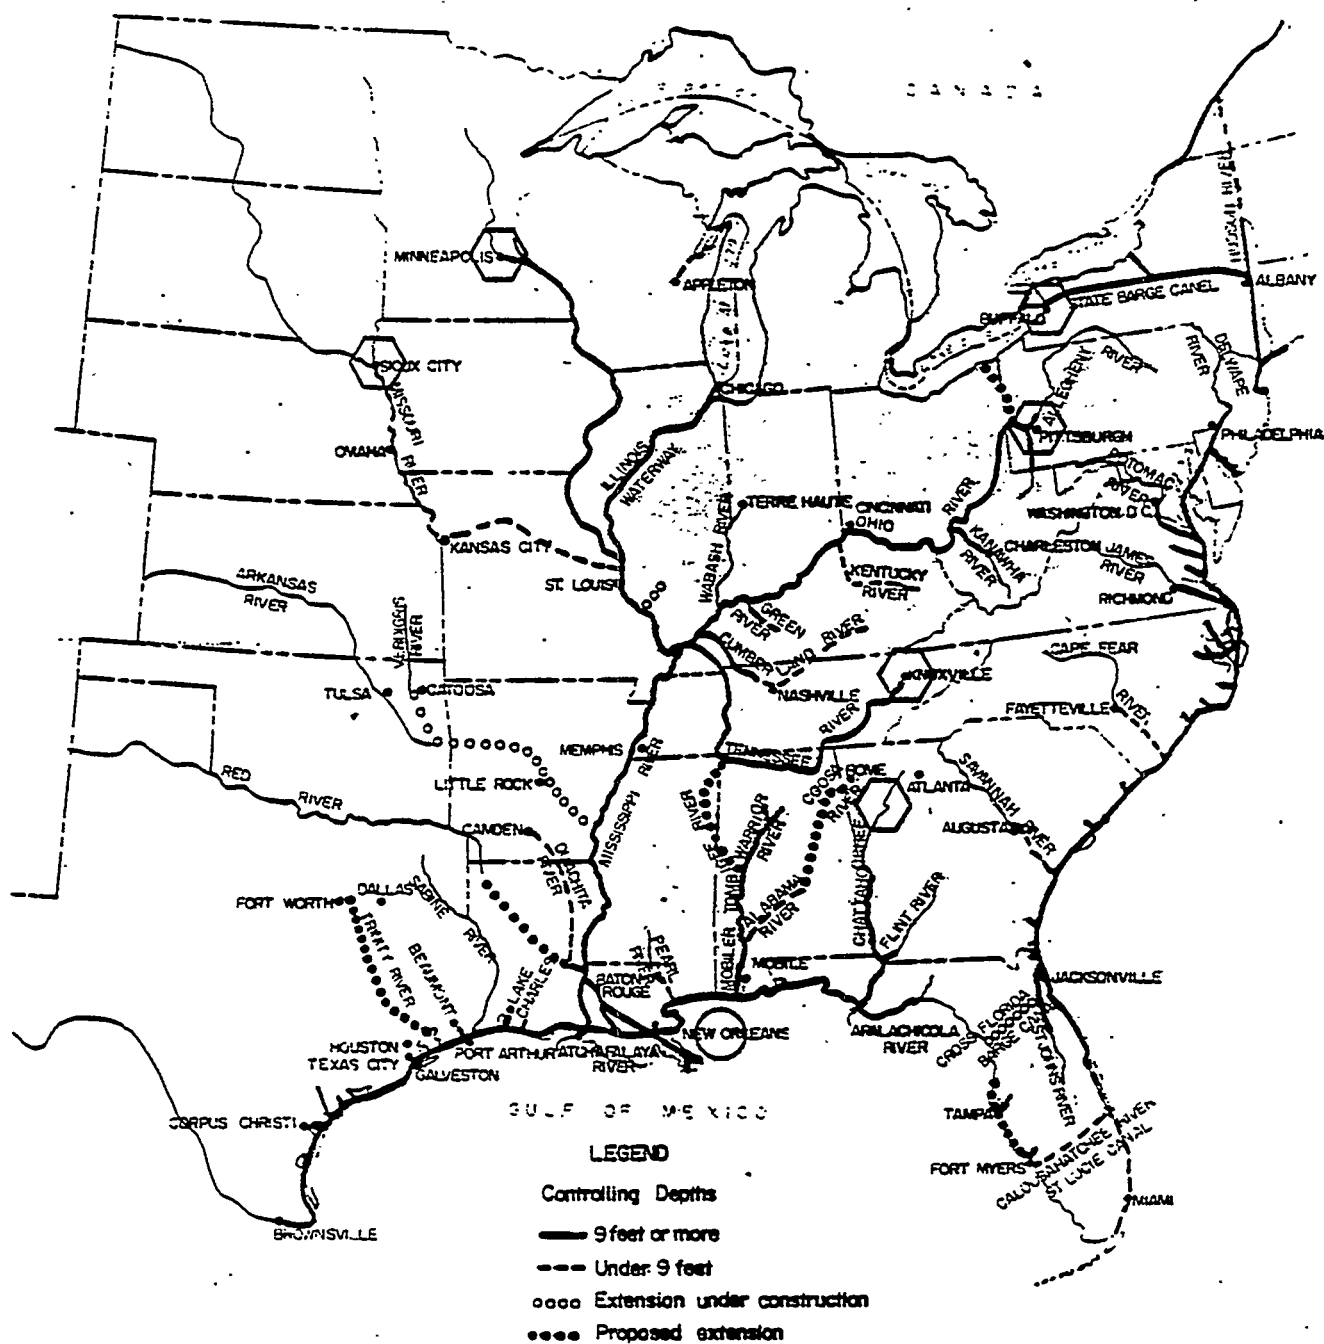 CANADA
HUDSON RIVER
MINNEAPOLIS
APPLETON
STATE BARGE CANEL
ALBANY
BUFFALO
SIOUX CITY
CHICAGO
ALLEGHENY
RIVER
RIVER
DELWAPE
MISSOURI
RIVER
OMAHA
PITTSBURGH
PHILADELPHIA
ILLINOIS
WATERWAY
POTOMAC
RIVER
TERRE HAUTE
CINCINNATI
OHIO
RIVER
WASHINGTON D C.
KANSAS CITY
WABASH RIVER
KANAWHA
RIVER
CHARLESTON
JAMES
RIVER
ST. LOUIS
KENTUCKY
RIVER
RICHMOND
ARKANSAS
RIVER
VERDIGRIS
RIVER
GREEN
RIVER
CUMBERLAND
RIVER
CAPE FEAR
RIVER
TULSA
CATOOSA
NASHVILLE
KNOXVILLE
FAYETTEVILLE
MEMPHIS
TENNESSEE
RIVER
RED
RIVER
LITTLE ROCK
MISSISSIPPI
RIVER
COOSA
RIVER
ROME
ATLANTA
SAVANNAH
RIVER
AUGUSTA
CAMDEN
OUACHITA
RIVER
RIVER
WARRIOR
RIVER
ALABAMA
RIVER
CHATTAHOOCHEE
FLINT RIVER
FORT WORTH
DALLAS
SABINE
RIVER
TRINITY RIVER
BEAUMONT
LAKE
CHARLES
BATON
ROUGE
PEARL
MOBILE
JACKSONVILLE
NEW ORLEANS
APALACHICOLA
RIVER
CROSS FLORIDA
BARGE
ST JOHNS RIVER
HOUSTON
TEXAS CITY
GALVESTON
PORT ARTHUR
ATCHAFALAYA
RIVER
CORPUS CHRISTI
GULF OF MEXICO
TAMPA
FORT MYERS
CALOOSAHATCHEE RIVER
ST LUCIE CANAL
MIAMI
BROWNSVILLE
LEGEND
Controlling Depths
9 feet or more
Under 9 feet
Extension under construction
Proposed extension